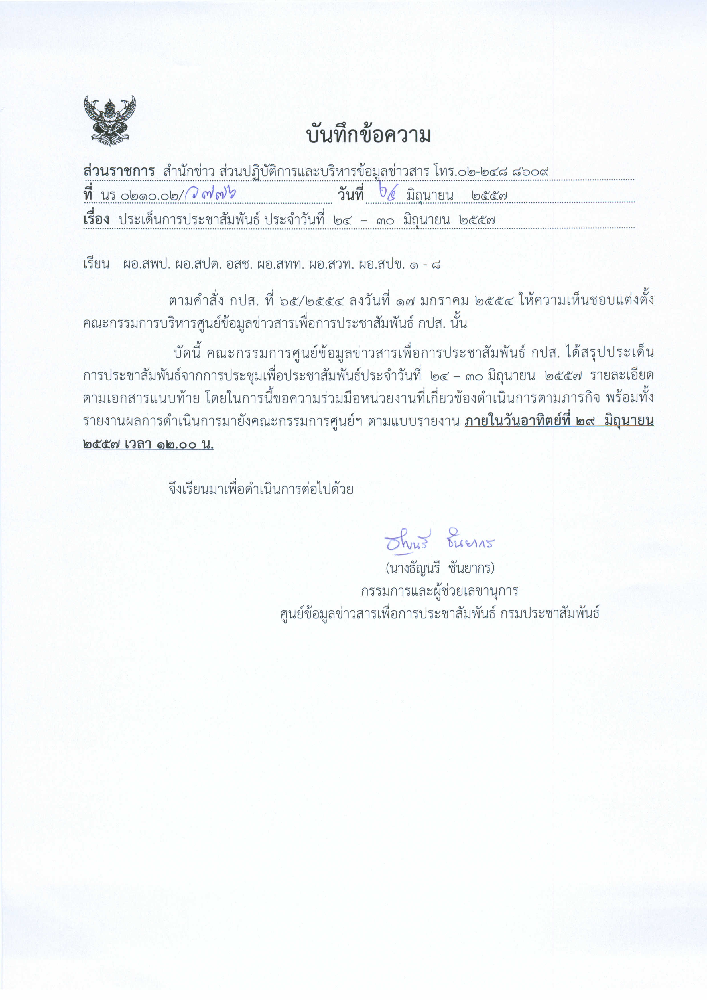 บันทึกข้อความ
ส่วนราชการ สำนักข่าว ส่วนปฏิบัติการและบริหารข้อมูลข่าวสาร โทร.๐๒-๒๔๘ ๘๖๐๙
ที่ นร ๐๒๑๐.๐๒/ว ๗๗๖ วันที่ ๒๔ มิถุนายน ๒๕๕๗
เรื่อง ประเด็นการประชาสัมพันธ์ ประจำวันที่ ๒๔ – ๓๐ มิถุนายน ๒๕๕๗
เรียน ผอ.สพป. ผอ.สปต. อสช. ผอ.สทท. ผอ.สวท. ผอ.สปข. ๑ - ๘
ตามคำสั่ง กปส. ที่ ๖๕/๒๕๕๔ ลงวันที่ ๑๗ มกราคม ๒๕๕๔ ให้ความเห็นชอบแต่งตั้ง
คณะกรรมการบริหารศูนย์ข้อมูลข่าวสารเพื่อการประชาสัมพันธ์ กปส. นั้น
บัดนี้ คณะกรรมการศูนย์ข้อมูลข่าวสารเพื่อการประชาสัมพันธ์ กปส. ได้สรุปประเด็น
การประชาสัมพันธ์จากการประชุมเพื่อประชาสัมพันธ์ประจำวันที่ ๒๔ – ๓๐ มิถุนายน ๒๕๕๗ รายละเอียด
ตามเอกสารแนบท้าย โดยในการนี้ขอความร่วมมือหน่วยงานที่เกี่ยวข้องดำเนินการตามภารกิจ พร้อมทั้ง
รายงานผลการดำเนินการมายังคณะกรรมการศูนย์ฯ ตามแบบรายงาน ภายในวันอาทิตย์ที่ ๒๙ มิถุนายน
๒๕๕๗ เวลา ๑๒.๐๐ น.
จึงเรียนมาเพื่อดำเนินการต่อไปด้วย
ธัญนรี ชันยากร
(นางธัญนรี ชันยากร)
กรรมการและผู้ช่วยเลขานุการ
ศูนย์ข้อมูลข่าวสารเพื่อการประชาสัมพันธ์ กรมประชาสัมพันธ์